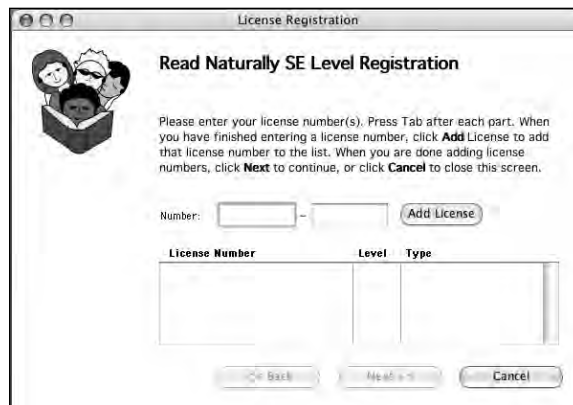 License Registration
Read Naturally SE Level Registration
Please enter your license number(s). Press Tab after each part. When
you have finished entering a license number, click Add License to add
that license number to the list. When you are done adding license
numbers, click Next to continue, or click Cancel to close this screen.
Number: – Add License
License Number Level Type
<< Back Next >> Cancel